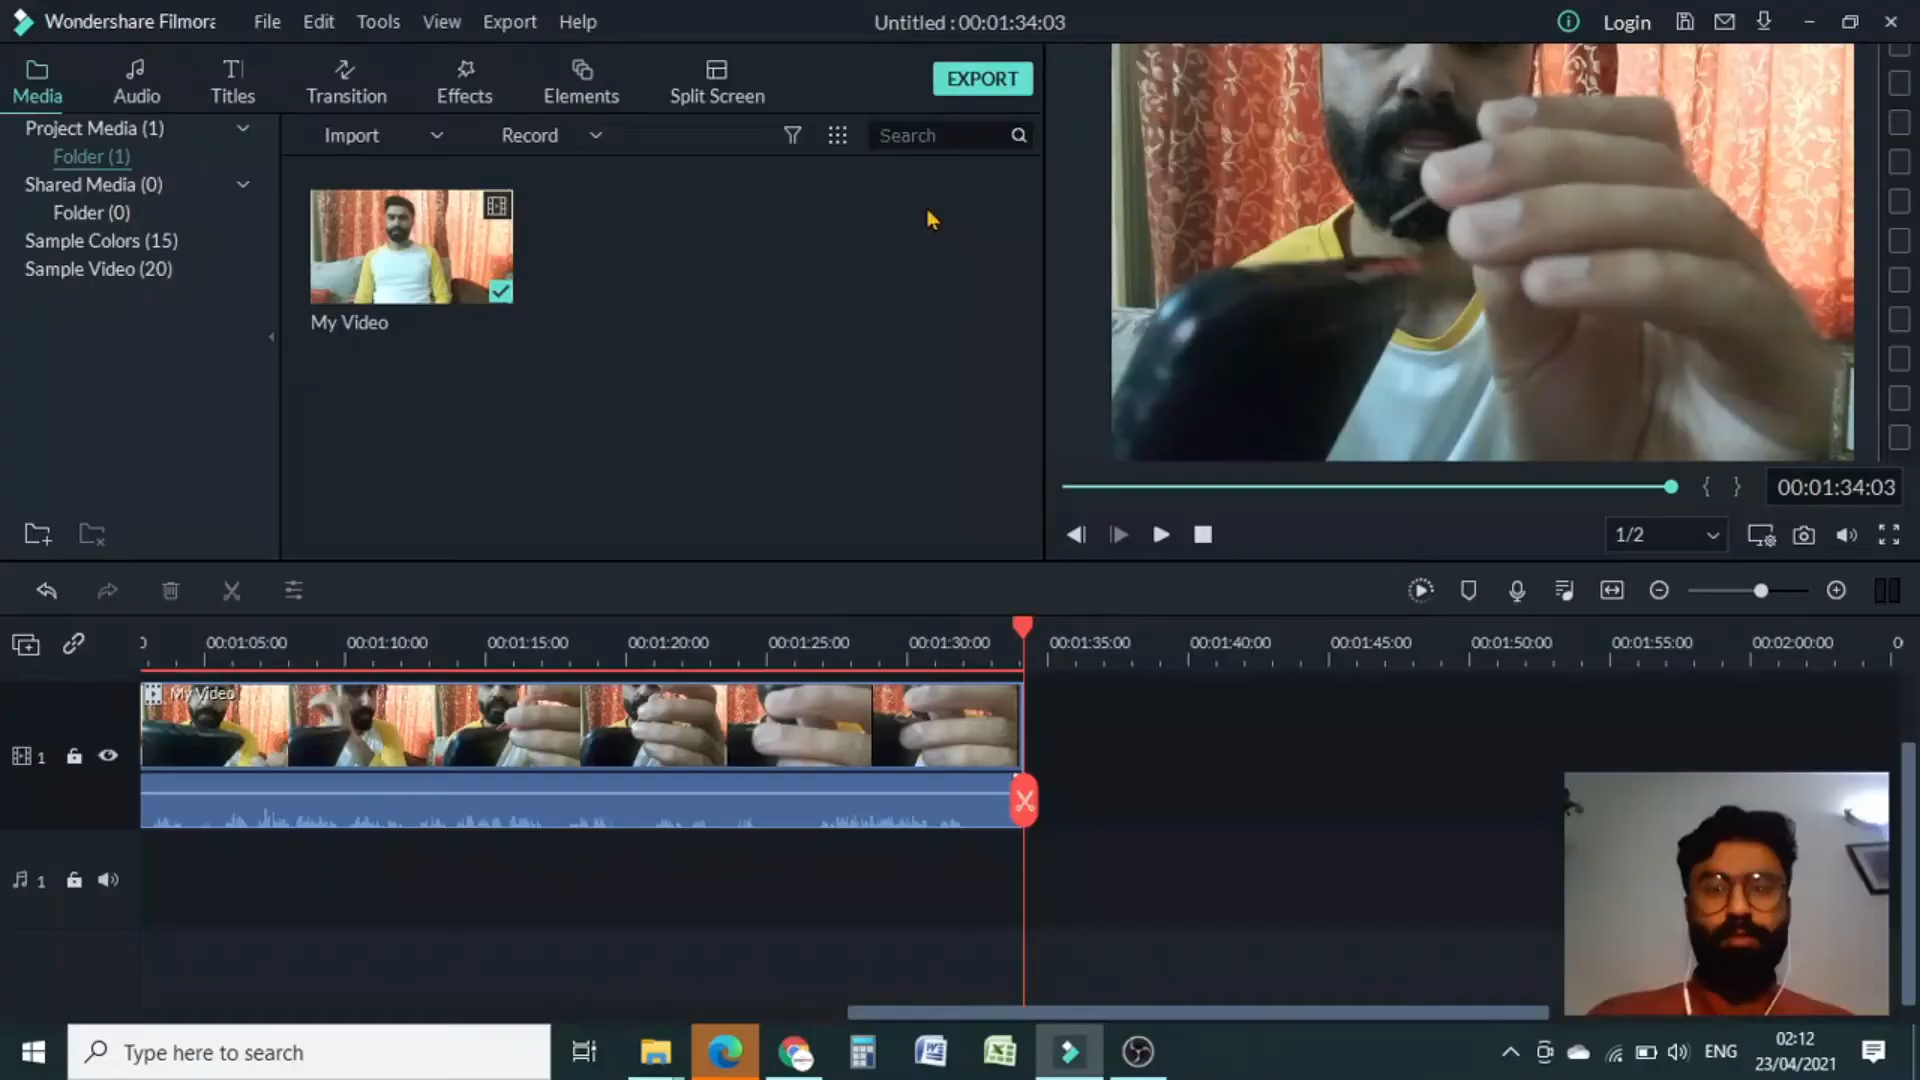 Wondershare Filmora File Edit Tools View Export Help Untitled : 00:01:34:03 Login
Media Audio Titles Transition Effects Elements Split Screen EXPORT
Project Media (1)
Folder (1)
Shared Media (0)
Folder (0)
Sample Colors (15)
Sample Video (20)
Import Record Search
My Video
00:01:34:03
1/2
0 00:01:05:00 00:01:10:00 00:01:15:00 00:01:20:00 00:01:25:00 00:01:30:00 00:01:35:00 00:01:40:00 00:01:45:00 00:01:50:00 00:01:55:00 00:02:00:00 0
My Video
1
1
Type here to search
ENG
02:12
23/04/2021